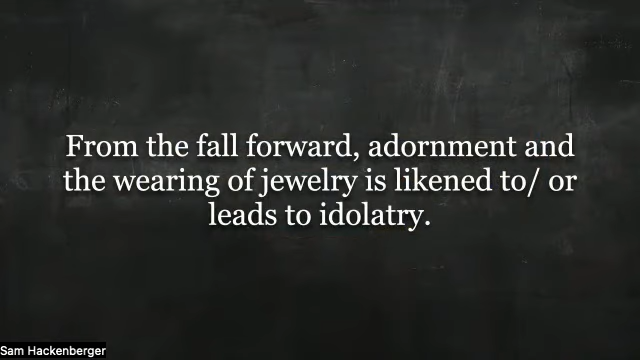 From the fall forward, adornment and
the wearing of jewelry is likened to/ or
leads to idolatry.
Sam Hackenberger